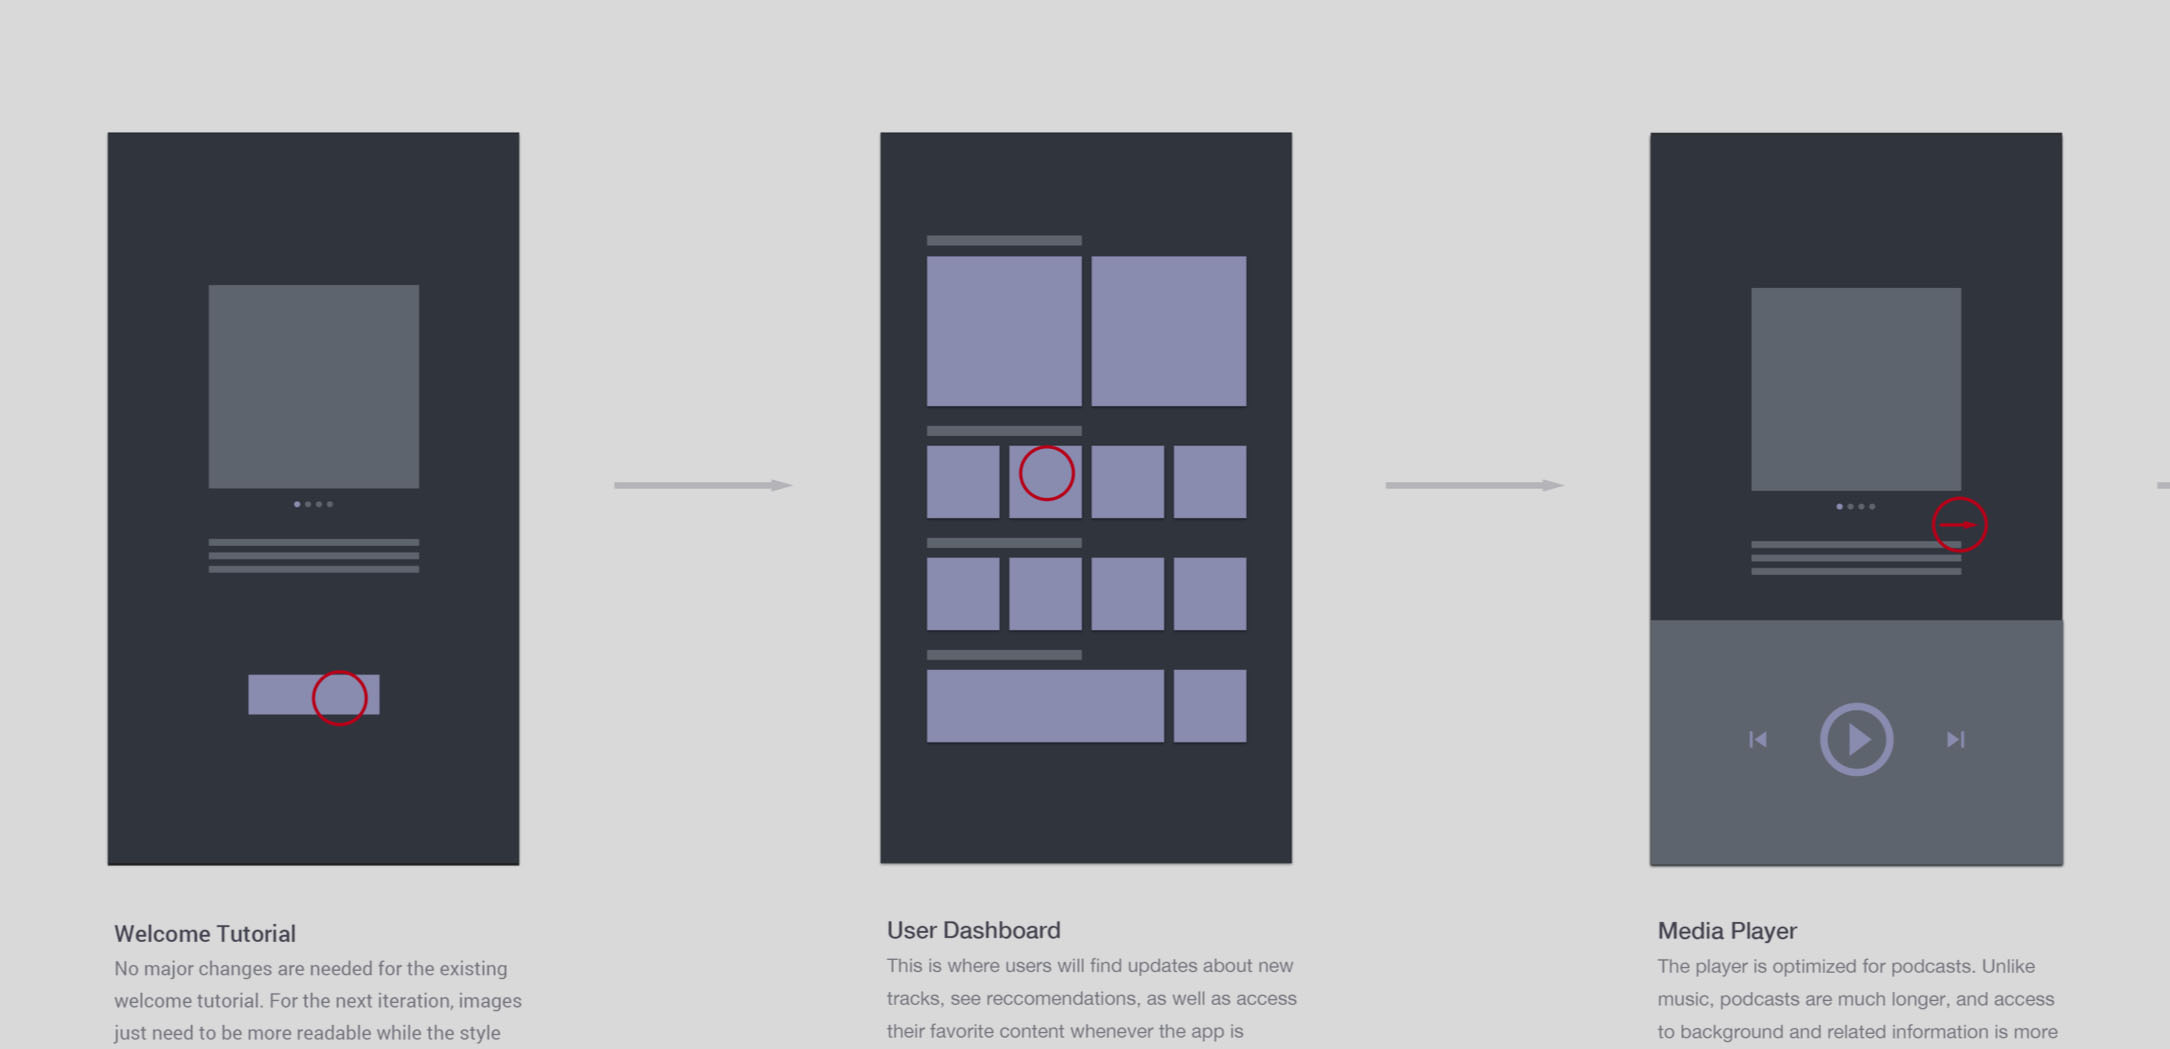 Welcome Tutorial
No major changes are needed for the existing
welcome tutorial. For the next iteration, images
just need to be more readable while the style
User Dashboard
This is where users will find updates about new
tracks, see reccomendations, as well as access
their favorite content whenever the app is
Media Player
The player is optimized for podcasts. Unlike
music, podcasts are much longer, and access
to background and related information is more